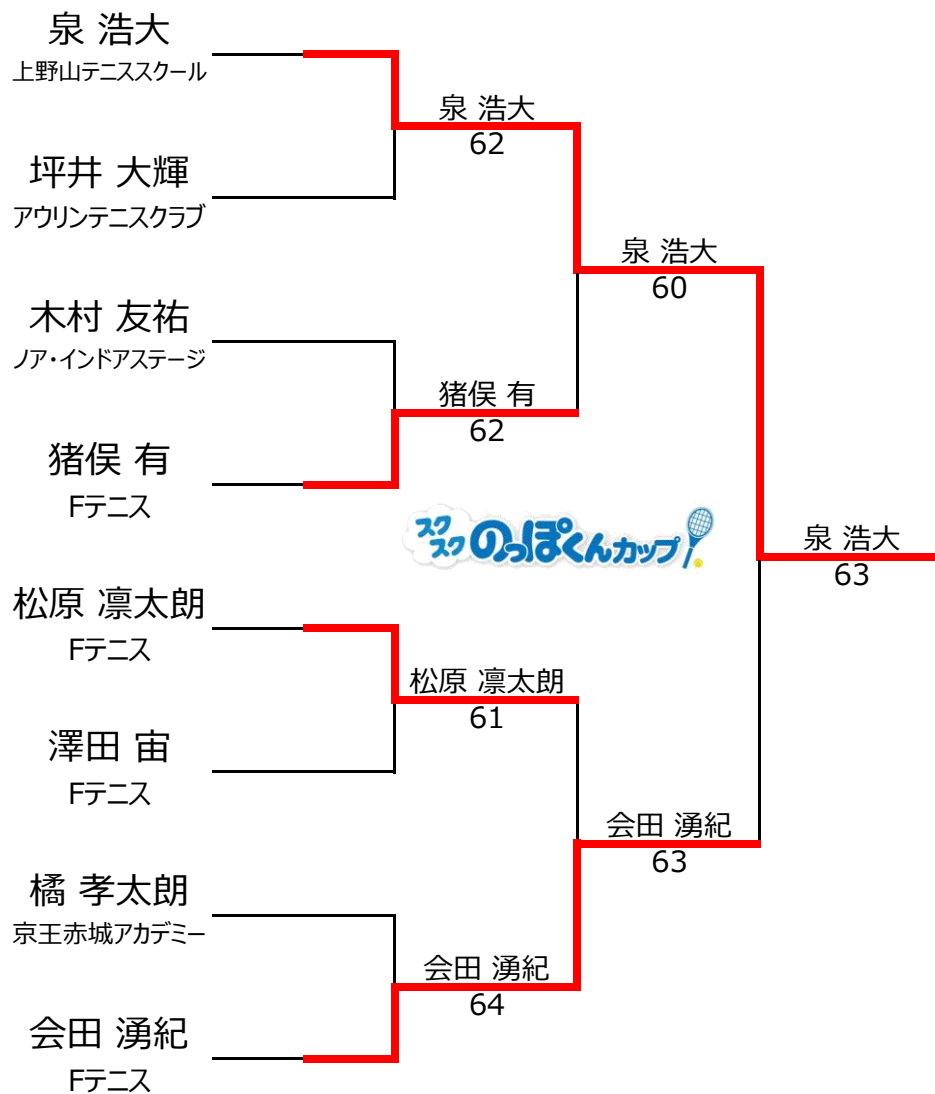 泉 浩大
上野山テニススクール
坪井 大輝
アウリンテニスクラブ
木村 友祐
ノア・インドアステージ
猪俣 有
Fテニス
松原 凛太朗
Fテニス
澤田 宙
Fテニス
橘 孝太朗
京王赤城アカデミー
会田 湧紀
Fテニス
泉 浩大
62
猪俣 有
62
松原 凛太朗
61
会田 湧紀
64
泉 浩大
60
会田 湧紀
63
スクスクのっぽくんカップ
泉 浩大
63